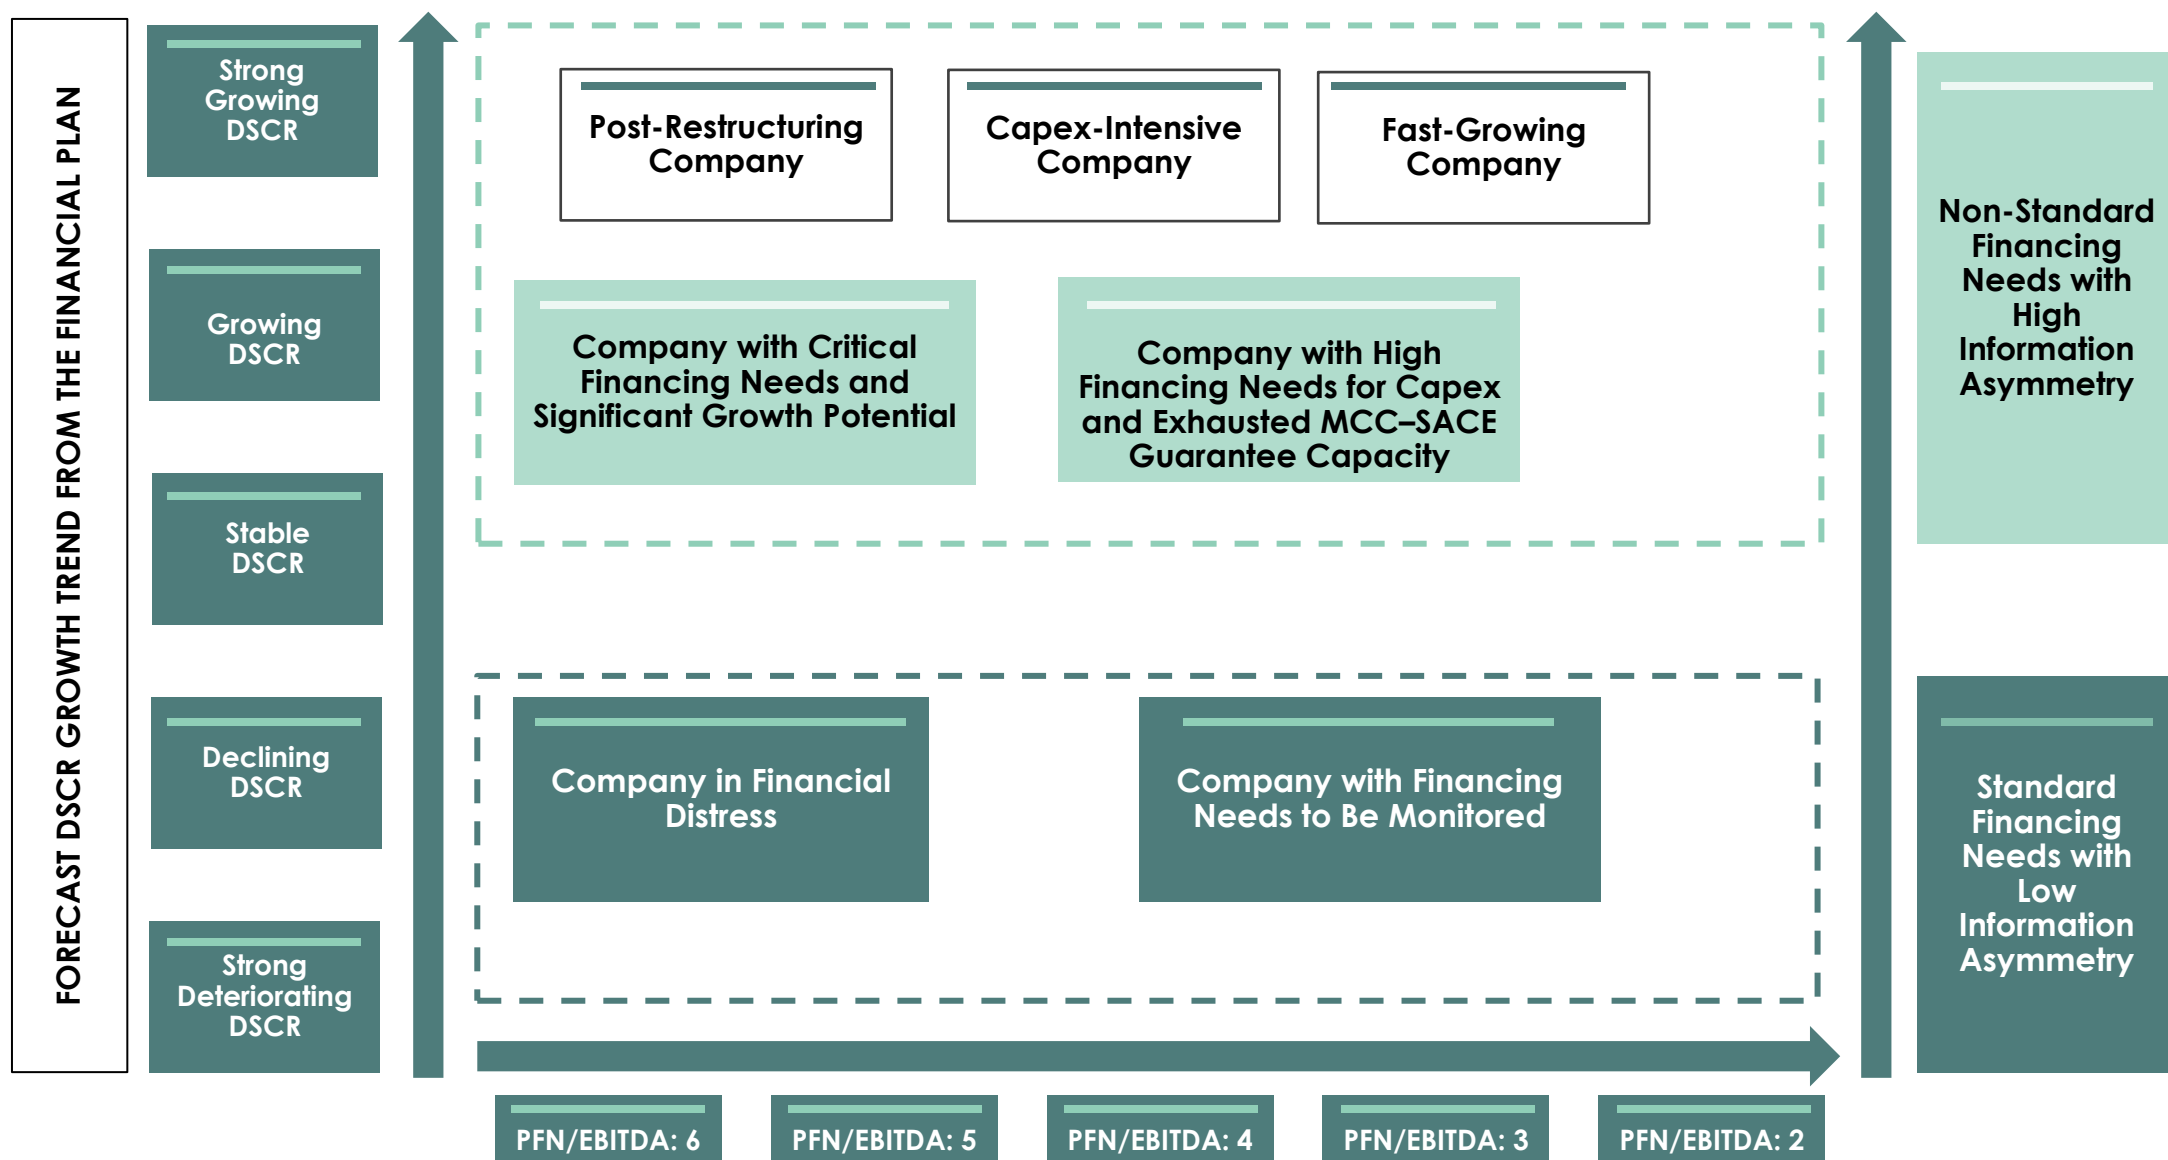 FORECAST DSCR GROWTH TREND FROM THE FINANCIAL PLAN
Strong
Growing
DSCR
Growing
DSCR
Stable
DSCR
Declining
DSCR
Strong
Deteriorating
DSCR
Post-Restructuring
Company
Capex-Intensive
Company
Fast-Growing
Company
Company with Critical
Financing Needs and
Significant Growth Potential
Company with High
Financing Needs for Capex
and Exhausted MCC–SACE
Guarantee Capacity
Company in Financial
Distress
Company with Financing
Needs to Be Monitored
Non-Standard
Financing
Needs with
High
Information
Asymmetry
Standard
Financing
Needs with
Low
Information
Asymmetry
PFN/EBITDA: 6
PFN/EBITDA: 5
PFN/EBITDA: 4
PFN/EBITDA: 3
PFN/EBITDA: 2